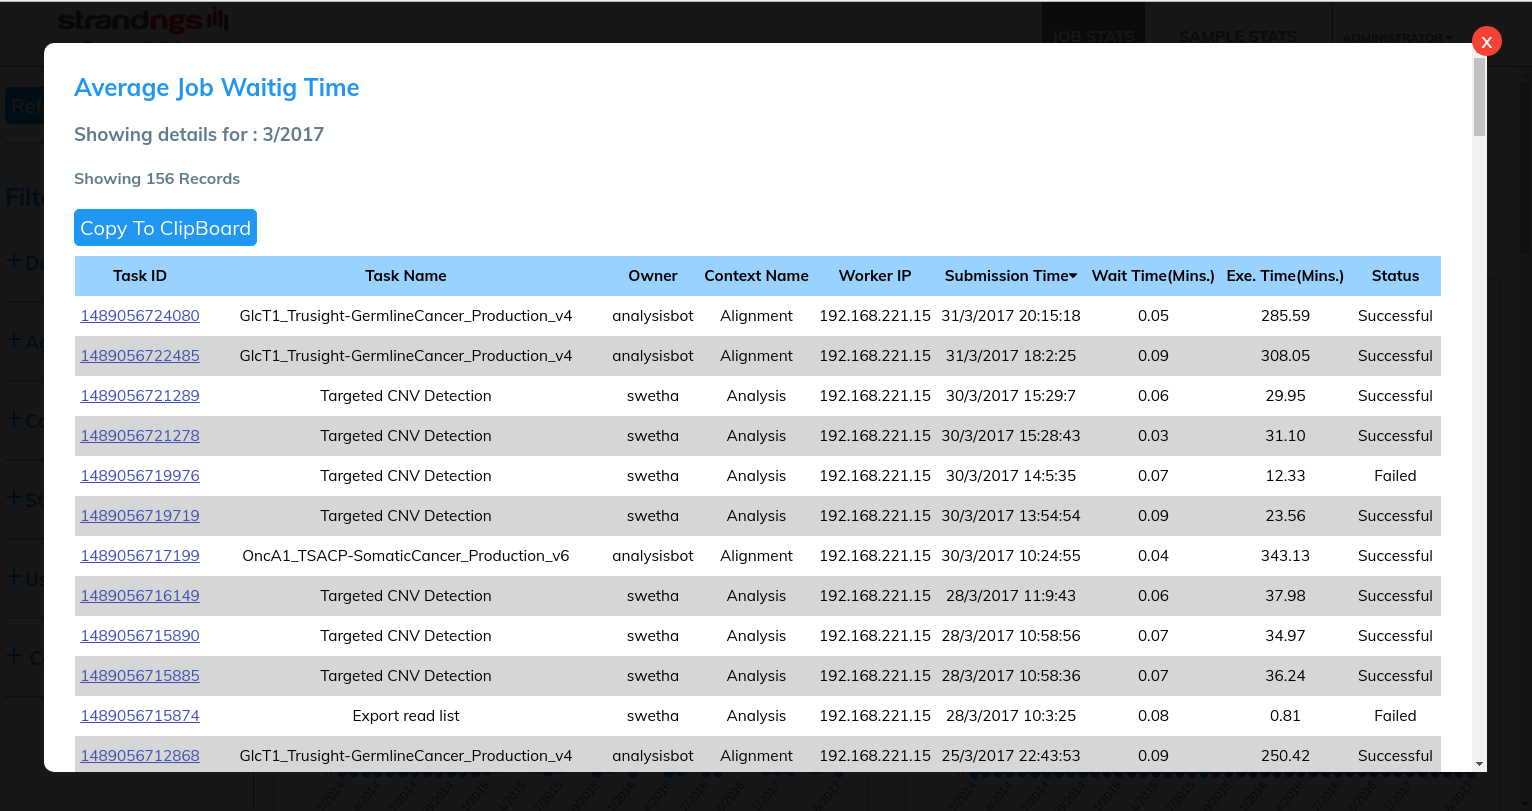 strandngs
JOB STATS SAMPLE STATS ADMINISTRATOR
X
Average Job Waitig Time
Showing details for : 3/2017
Showing 156 Records
Copy To ClipBoard
Task ID Task Name Owner Context Name Worker IP Submission Time Wait Time(Mins.) Exe. Time(Mins.) Status
1489056724080 GlcT1_Trusight-GermlineCancer_Production_v4 analysisbot Alignment 192.168.221.15 31/3/2017 20:15:18 0.05 285.59 Successful
1489056722485 GlcT1_Trusight-GermlineCancer_Production_v4 analysisbot Alignment 192.168.221.15 31/3/2017 18:2:25 0.09 308.05 Successful
1489056721289 Targeted CNV Detection swetha Analysis 192.168.221.15 30/3/2017 15:29:7 0.06 29.95 Successful
1489056721278 Targeted CNV Detection swetha Analysis 192.168.221.15 30/3/2017 15:28:43 0.03 31.10 Successful
1489056719976 Targeted CNV Detection swetha Analysis 192.168.221.15 30/3/2017 14:5:35 0.07 12.33 Failed
1489056719719 Targeted CNV Detection swetha Analysis 192.168.221.15 30/3/2017 13:54:54 0.09 23.56 Successful
1489056717199 OncA1_TSACP-SomaticCancer_Production_v6 analysisbot Alignment 192.168.221.15 30/3/2017 10:24:55 0.04 343.13 Successful
1489056716149 Targeted CNV Detection swetha Analysis 192.168.221.15 28/3/2017 11:9:43 0.06 37.98 Successful
1489056715890 Targeted CNV Detection swetha Analysis 192.168.221.15 28/3/2017 10:58:56 0.07 34.97 Successful
1489056715885 Targeted CNV Detection swetha Analysis 192.168.221.15 28/3/2017 10:58:36 0.07 36.24 Successful
1489056715874 Export read list swetha Analysis 192.168.221.15 28/3/2017 10:3:25 0.08 0.81 Failed
1489056712868 GlcT1_Trusight-GermlineCancer_Production_v4 analysisbot Alignment 192.168.221.15 25/3/2017 22:43:53 0.09 250.42 Successful